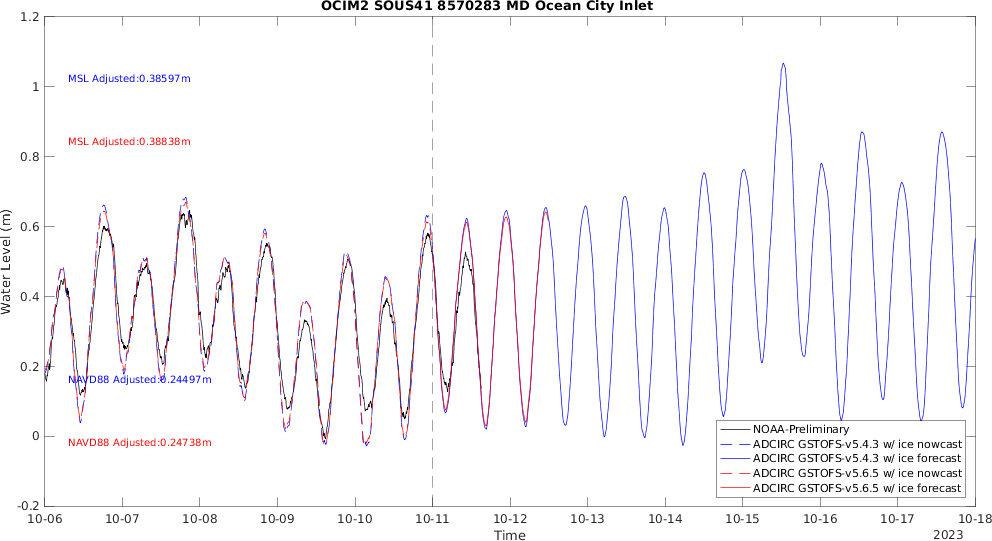 OCIM2 SOUS41 8570283 MD Ocean City Inlet
1.2
1
0.8
0.6
0.4
0.2
0
-0.2
Water Level (m)
MSL Adjusted:0.38597m
MSL Adjusted:0.38838m
NAVD88 Adjusted:0.24497m
NAVD88 Adjusted:0.24738m
NOAA-Preliminary
ADCIRC GSTOFS-v5.4.3 w/ ice nowcast
ADCIRC GSTOFS-v5.4.3 w/ ice forecast
ADCIRC GSTOFS-v5.6.5 w/ ice nowcast
ADCIRC GSTOFS-v5.6.5 w/ ice forecast
10-06 10-07 10-08 10-09 10-10 10-11 10-12 10-13 10-14 10-15 10-16 10-17 10-18
Time
2023